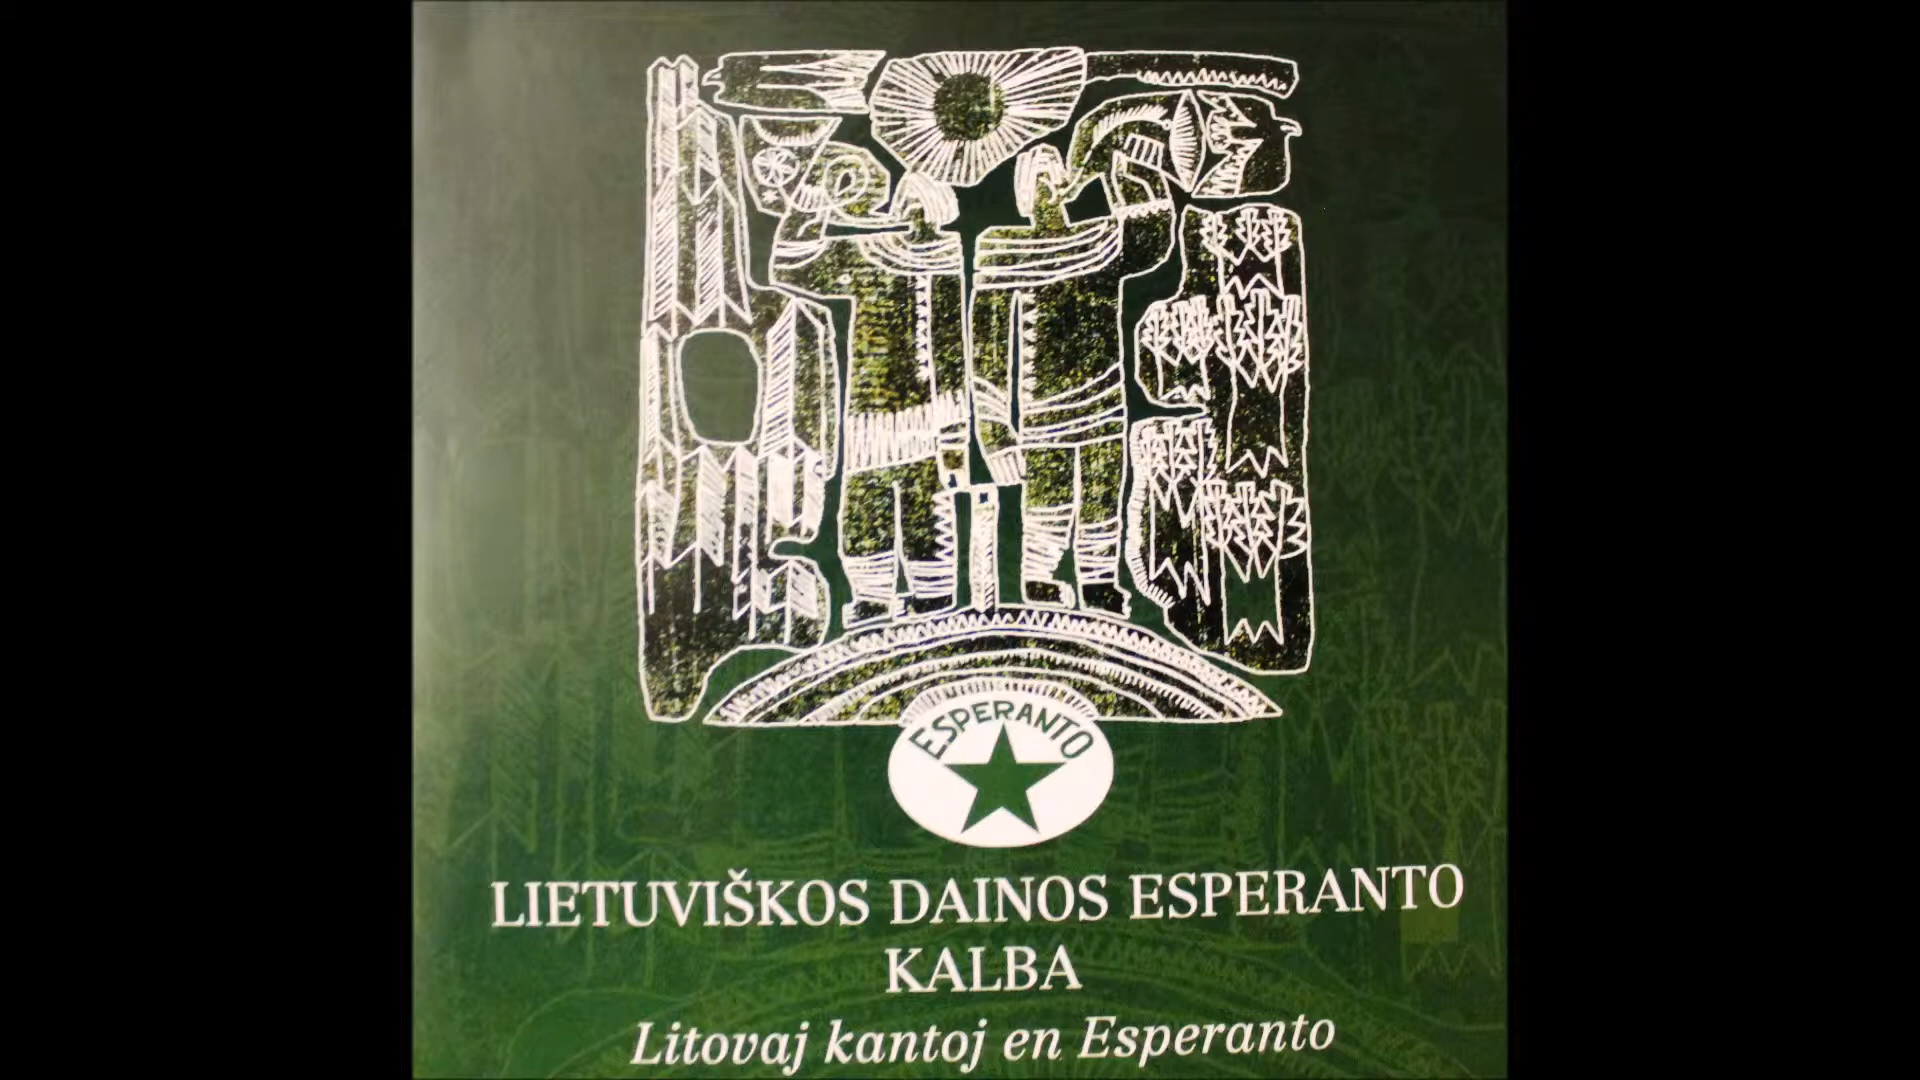 ESPERANTO
LIETUVIŠKOS DAINOS ESPERANTO
KALBA
Litovaj kantoj en Esperanto